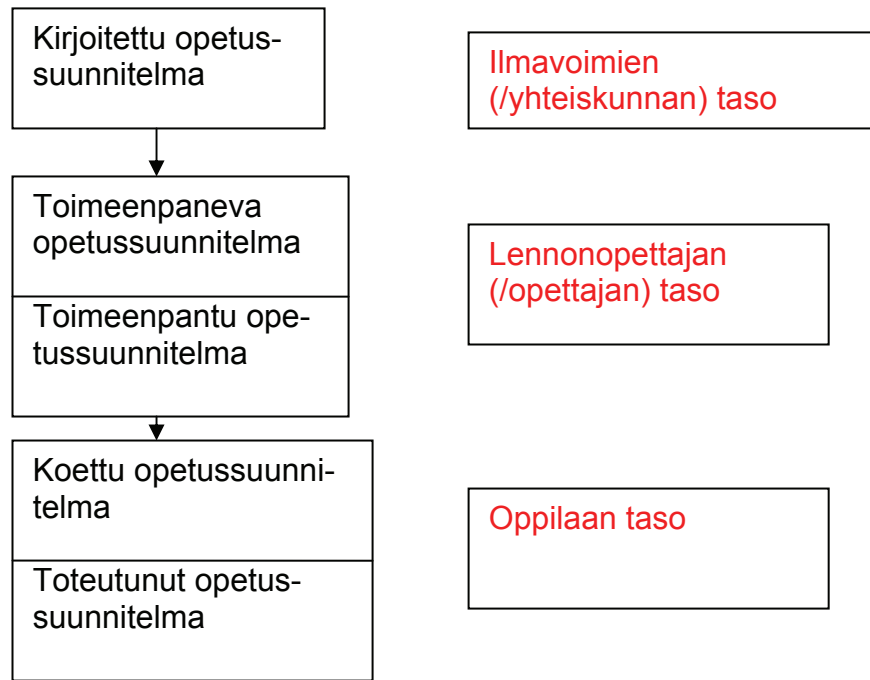 Kirjoitettu opetus-
suunnitelma
Ilmavoimien
(/yhteiskunnan) taso
Toimeenpaneva
opetussuunnitelma
Toimeenpantu ope-
tussuunnitelma
Lennonopettajan
(/opettajan) taso
Koettu opetussuunni-
telma
Toteutunut opetus-
suunnitelma
Oppilaan taso